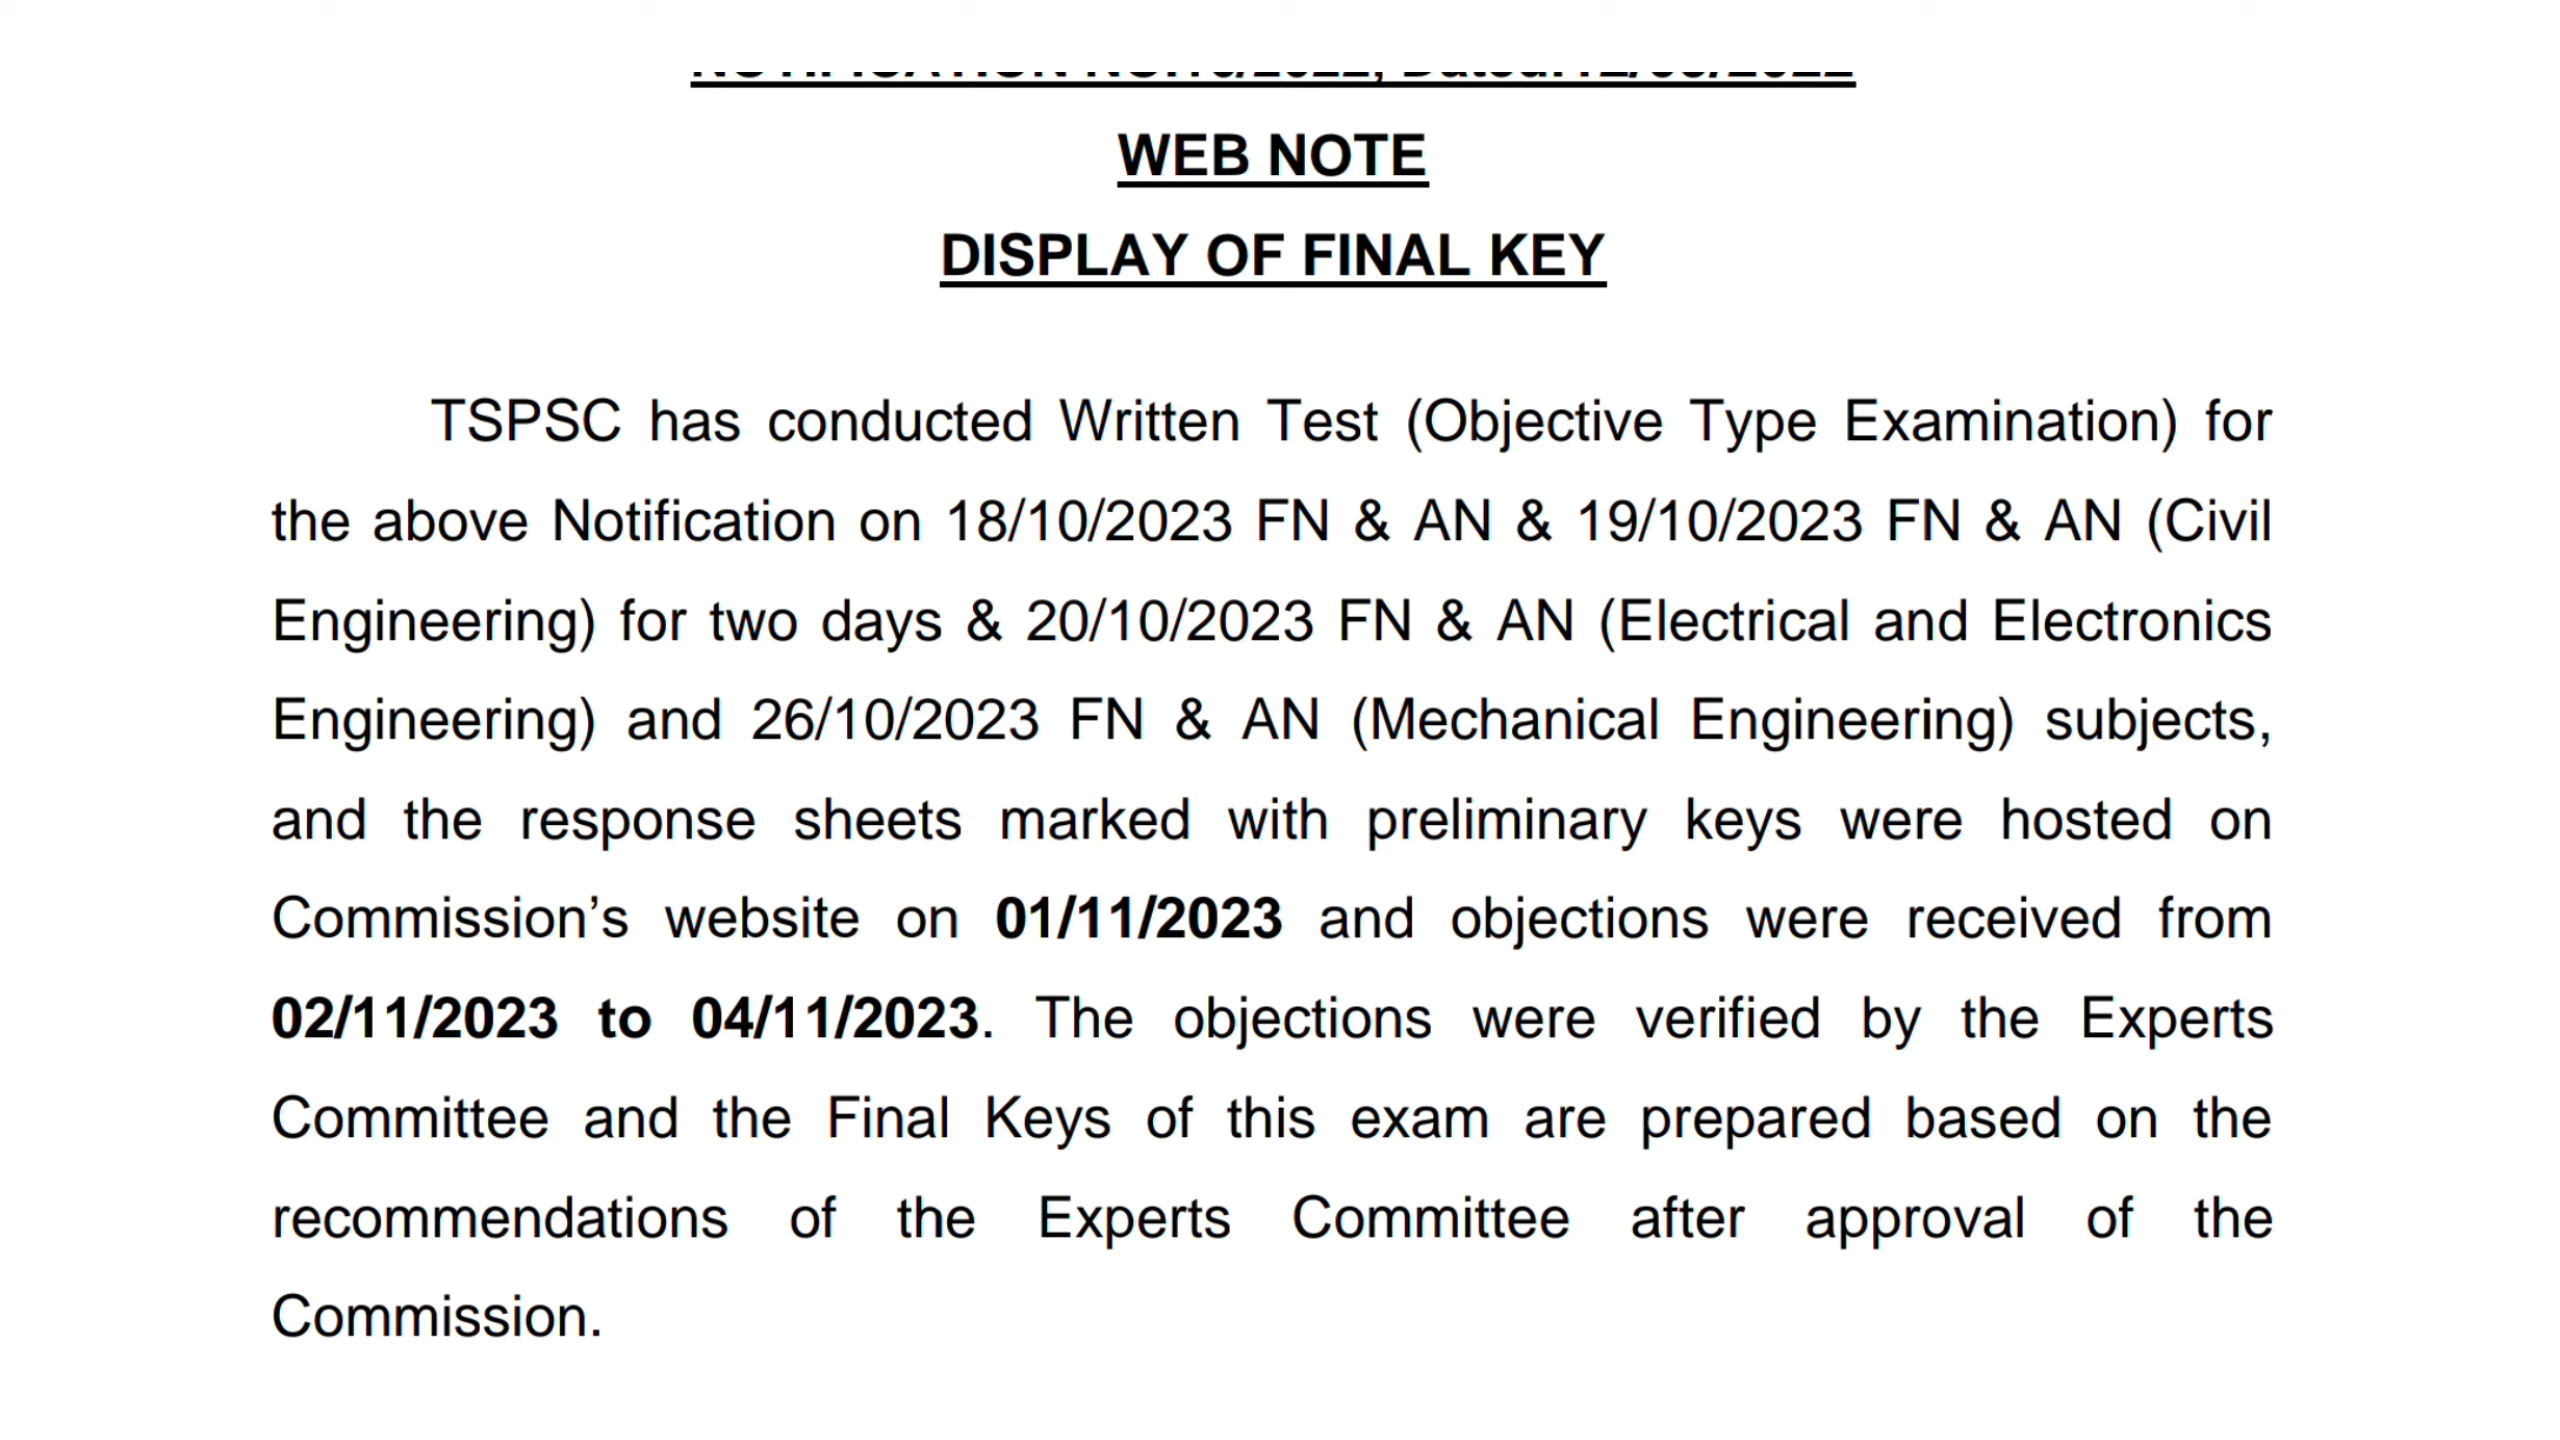 WEB NOTE
DISPLAY OF FINAL KEY
TSPSC has conducted Written Test (Objective Type Examination) for
the above Notification on 18/10/2023 FN & AN & 19/10/2023 FN & AN (Civil
Engineering) for two days & 20/10/2023 FN & AN (Electrical and Electronics
Engineering) and 26/10/2023 FN & AN (Mechanical Engineering) subjects,
and the response sheets marked with preliminary keys were hosted on
Commission’s website on 01/11/2023 and objections were received from
02/11/2023 to 04/11/2023. The objections were verified by the Experts
Committee and the Final Keys of this exam are prepared based on the
recommendations of the Experts Committee after approval of the
Commission.